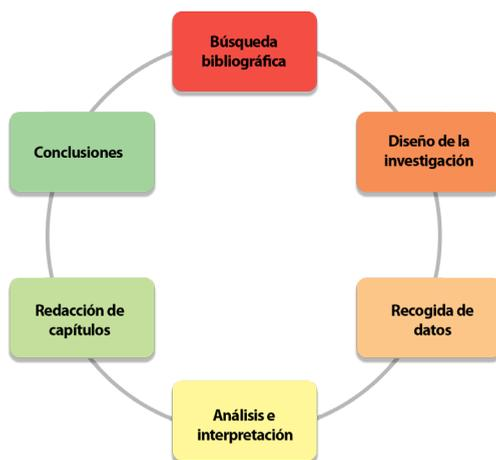 Búsqueda
bibliográfica
Diseño de la
investigación
Recogida de
datos
Análisis e
interpretación
Redacción de
capítulos
Conclusiones